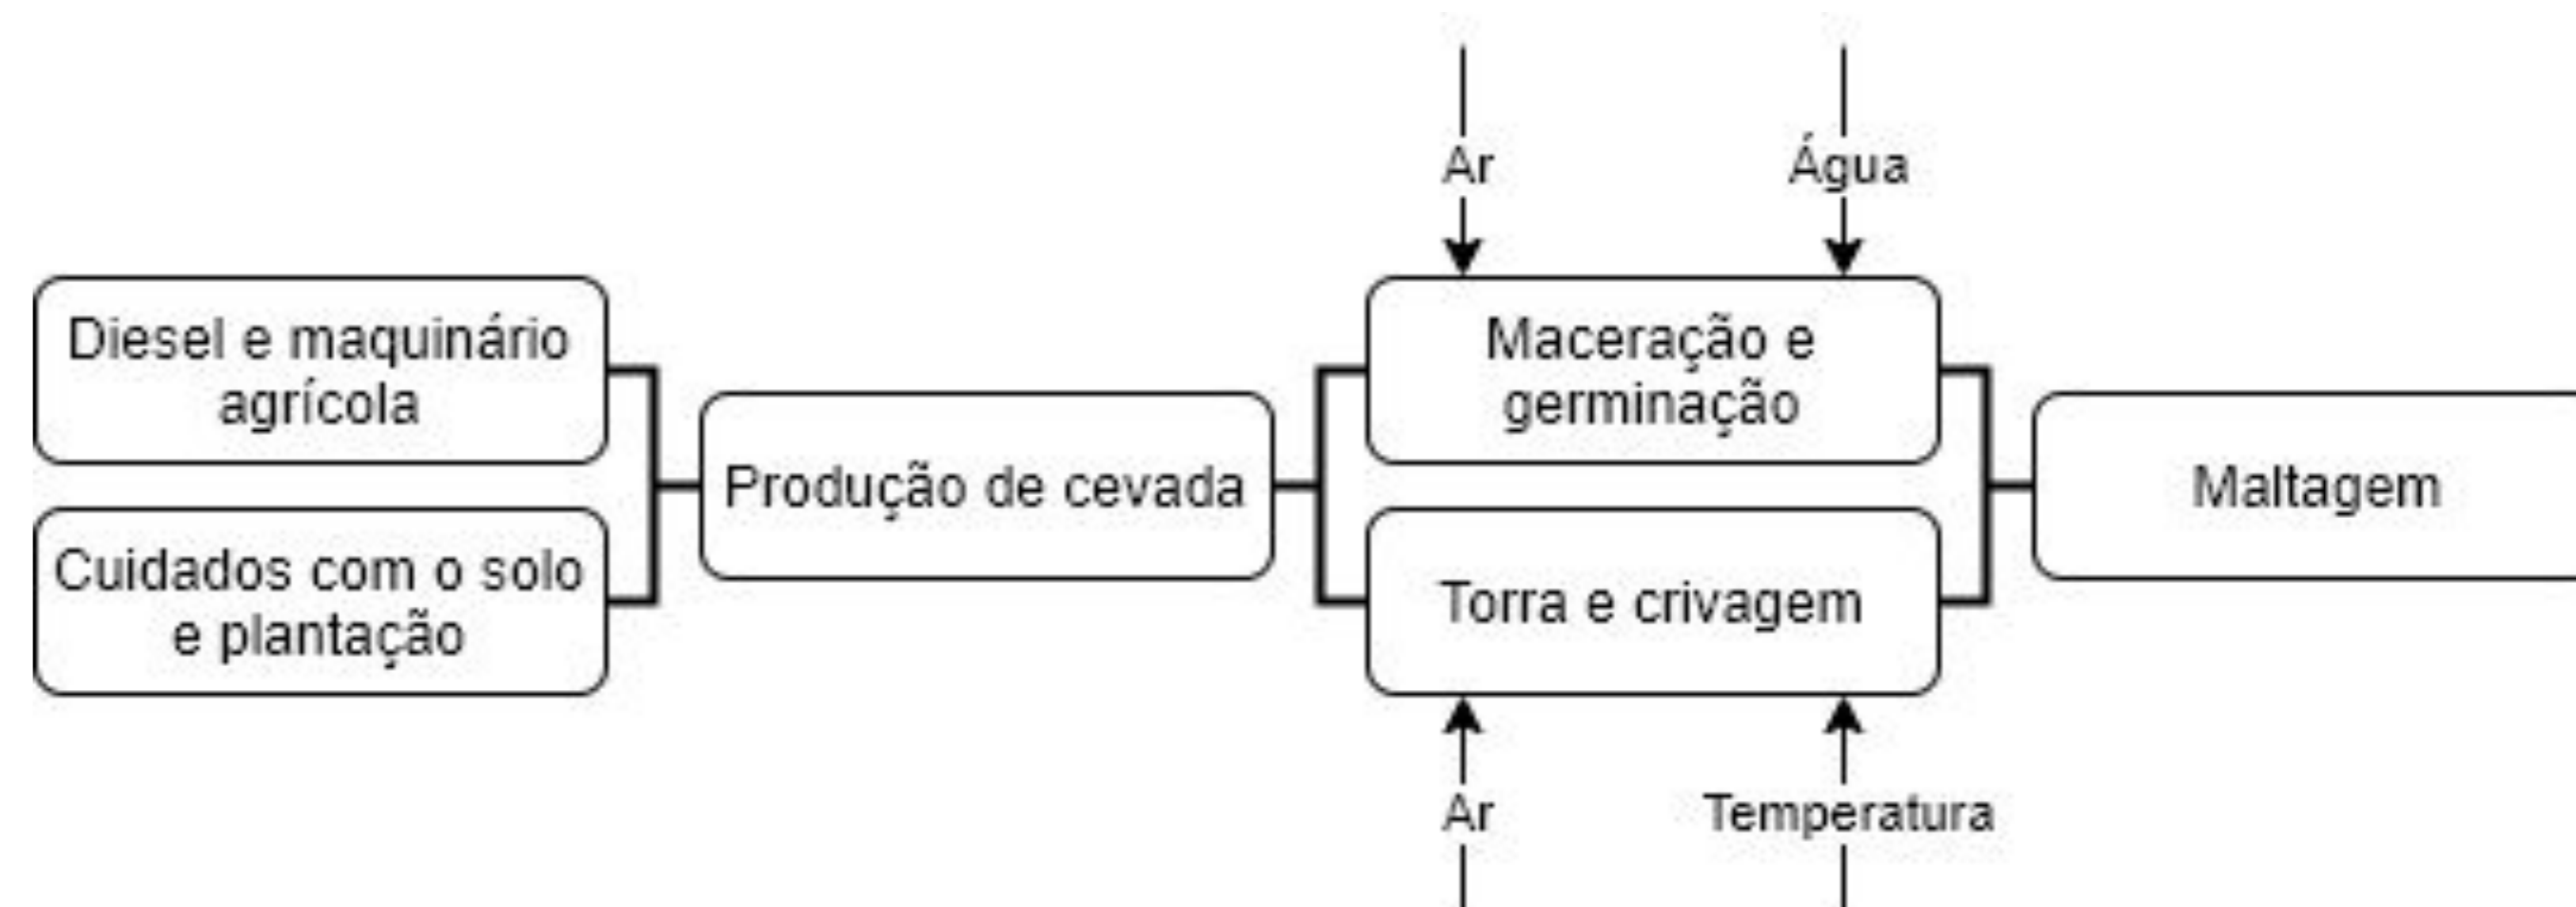 Ar
Água
Diesel e maquinário
agrícola
Cuidados com o solo
e plantação
Produção de cevada
Maceração e
germinação
Torra e crivagem
Maltagem
Ar
Temperatura